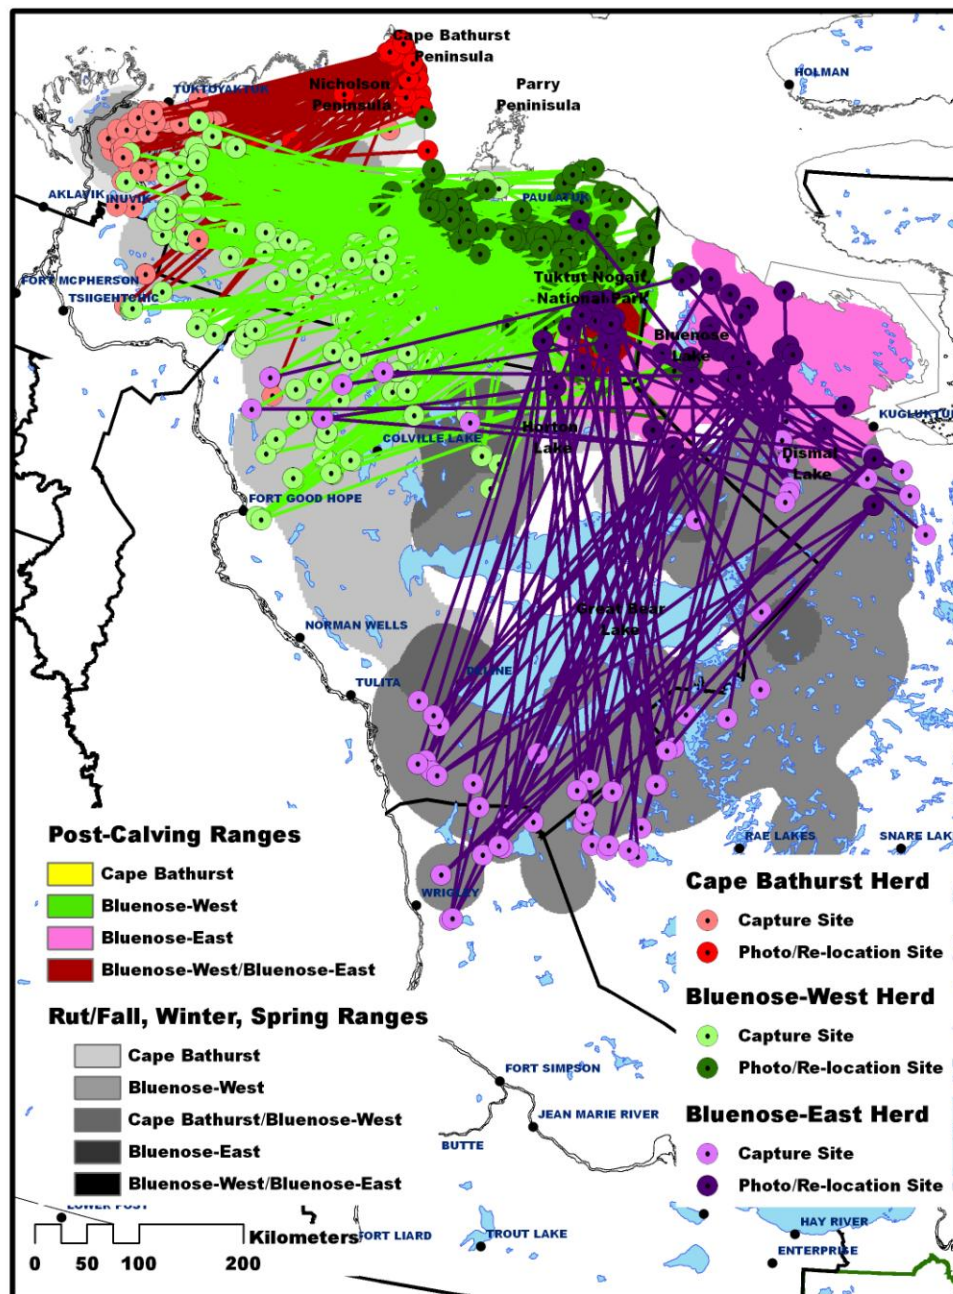 Cape Bathurst
Peninsula
HOLMAN
TUKTOYAKTUK
Nicholson
Peninsula
Parry
Peninisula
AKLAVIK
INUVIK
PAULATUK
FORT MCPHERSON
TSIIGEHTCHIC
Tuktut Nogait
National Park
Bluenose
Lake
KUGLUKTUK
Horton
Lake
COLVILLE LAKE
Dismal
Lake
FORT GOOD HOPE
NORMAN WELLS
Great Bear
Lake
TULITA
DELINE
RAE LAKES
SNARE LAK
WRIGLEY
Post-Calving Ranges
Cape Bathurst
Bluenose-West
Bluenose-East
Bluenose-West/Bluenose-East
Rut/Fall, Winter, Spring Ranges
Cape Bathurst
Bluenose-West
Cape Bathurst/Bluenose-West
Bluenose-East
Bluenose-West/Bluenose-East
Cape Bathurst Herd
Capture Site
Photo/Re-location Site
Bluenose-West Herd
Capture Site
Photo/Re-location Site
Bluenose-East Herd
Capture Site
Photo/Re-location Site
FORT SIMPSON
JEAN MARIE RIVER
BUTTE
LOWER POST
FORT LIARD
TROUT LAKE
HAY RIVER
ENTERPRISE
Kilometers
0 50 100 200